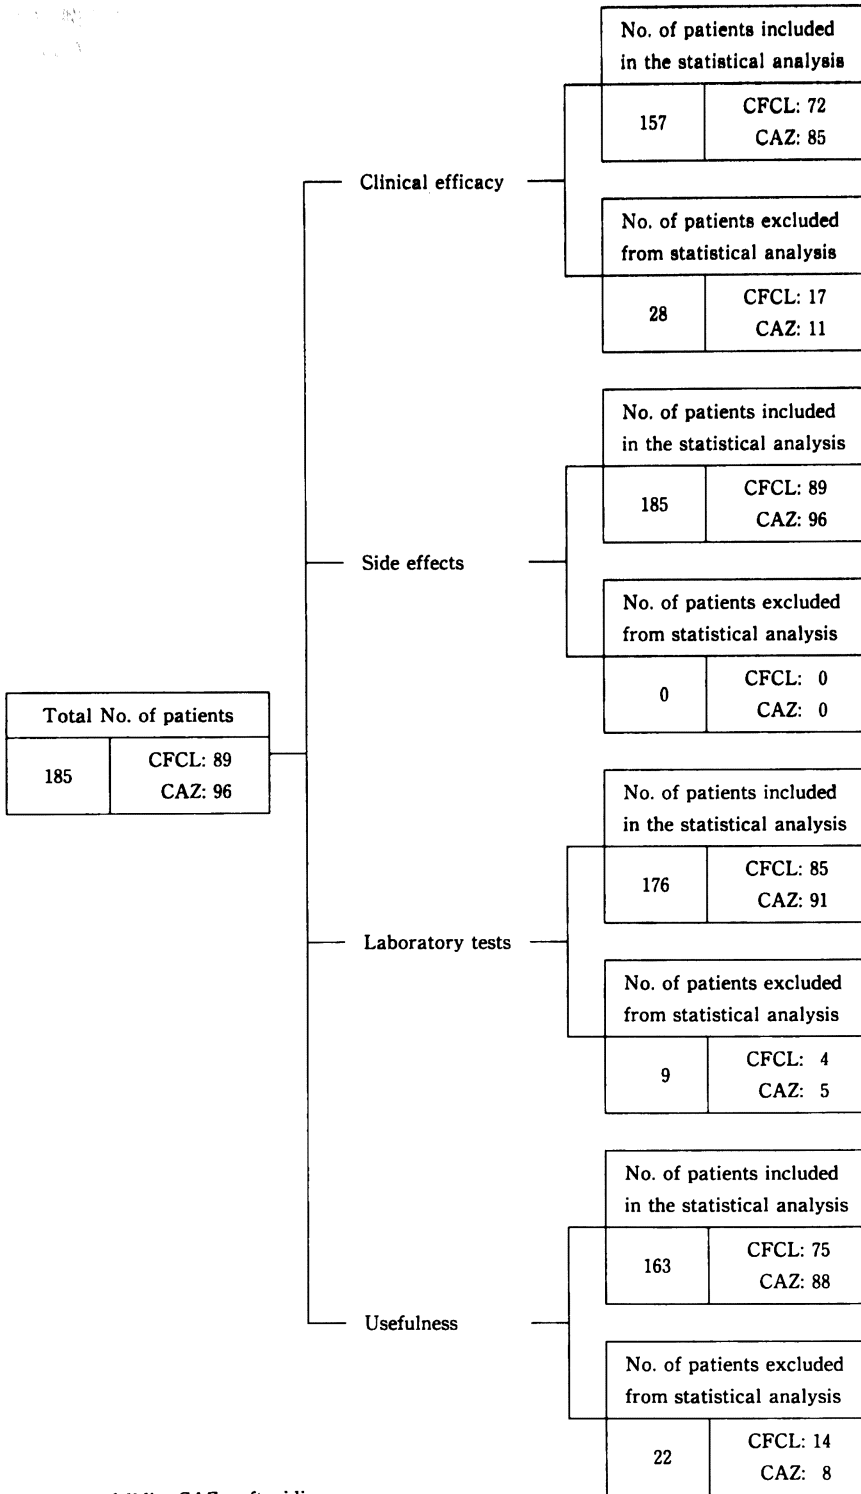 No. of patients included
in the statistical analysis
157
CFCL: 72
CAZ: 85
Clinical efficacy
No. of patients excluded
from statistical analysis
28
CFCL: 17
CAZ: 11
No. of patients included
in the statistical analysis
185
CFCL: 89
CAZ: 96
Side effects
No. of patients excluded
from statistical analysis
0
CFCL: 0
CAZ: 0
Total No. of patients
185
CFCL: 89
CAZ: 96
No. of patients included
in the statistical analysis
176
CFCL: 85
CAZ: 91
Laboratory tests
No. of patients excluded
from statistical analysis
9
CFCL: 4
CAZ: 5
No. of patients included
in the statistical analysis
163
CFCL: 75
CAZ: 88
Usefulness
No. of patients excluded
from statistical analysis
22
CFCL: 14
CAZ: 8